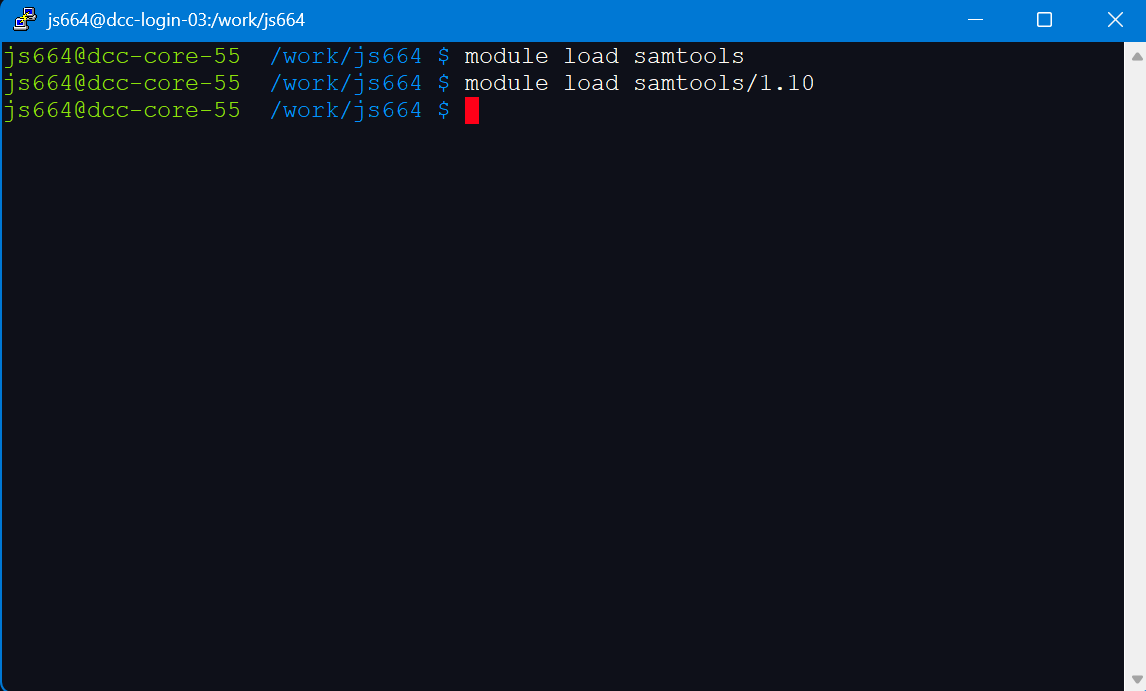 js664@dcc-login-03:/work/js664
js664@dcc-core-55  /work/js664 $ module load samtools
js664@dcc-core-55  /work/js664 $ module load samtools/1.10
js664@dcc-core-55  /work/js664 $